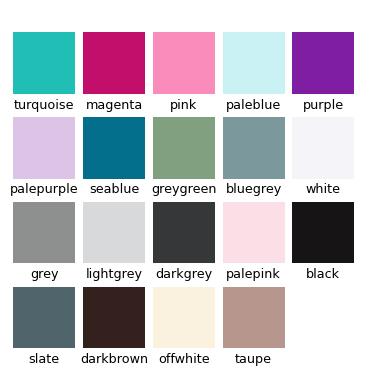 turquoise magenta pink paleblue purple
palepurple seablue greygreen bluegrey white
grey lightgrey darkgrey palepink black
slate darkbrown offwhite taupe